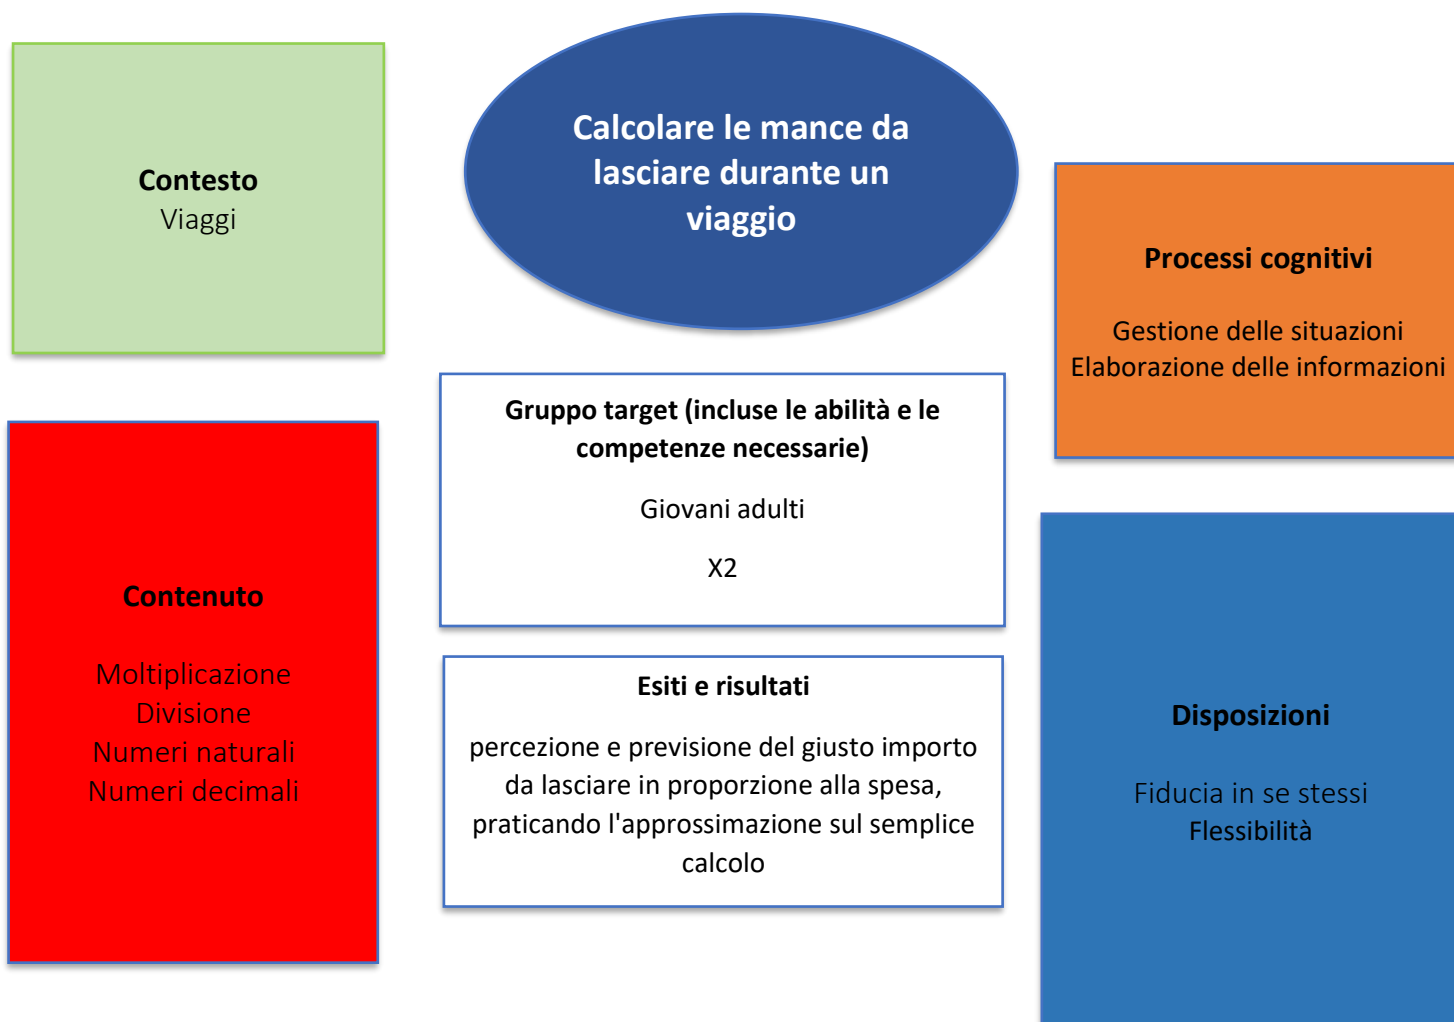 Calcolare le mance da
lasciare durante un
viaggio
Contesto
Viaggi
Processi cognitivi
Gestione delle situazioni
Elaborazione delle informazioni
Gruppo target (incluse le abilità e le
competenze necessarie)
Giovani adulti
X2
Contenuto
Moltiplicazione
Divisione
Numeri naturali
Numeri decimali
Esiti e risultati
percezione e previsione del giusto importo
da lasciare in proporzione alla spesa,
praticando l'approssimazione sul semplice
calcolo
Disposizioni
Fiducia in se stessi
Flessibilità